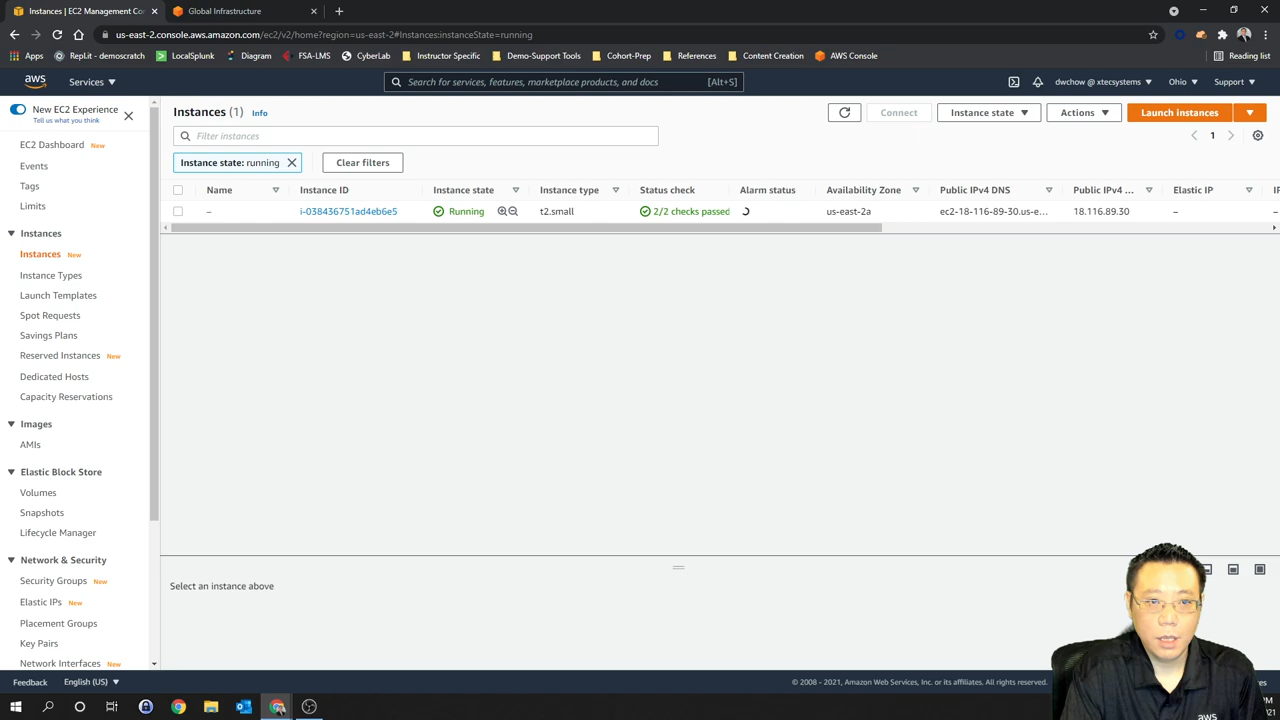 Instances | EC2 Management Con
Global Infrastructure
us-east-2.console.aws.amazon.com/ec2/v2/home?region=us-east-2#Instances:instanceState=running
Apps
Replit - demoscratch
LocalSplunk
Diagram
FSA-LMS
CyberLab
Instructor Specific
Demo-Support Tools
Cohort-Prep
References
Content Creation
AWS Console
Reading list
aws
Services
Search for services, features, marketplace products, and docs
[Alt+S]
dwchow @ xtecsystems
Ohio
Support
New EC2 Experience
Tell us what you think
EC2 Dashboard New
Events
Tags
Limits
Instances
Instances New
Instance Types
Launch Templates
Spot Requests
Savings Plans
Reserved Instances New
Dedicated Hosts
Capacity Reservations
Images
AMIs
Elastic Block Store
Volumes
Snapshots
Lifecycle Manager
Network & Security
Security Groups New
Elastic IPs New
Placement Groups
Key Pairs
Network Interfaces New
Instances (1) Info
Connect
Instance state
Actions
Launch instances
Filter instances
1
Instance state: running
Clear filters
Name
Instance ID
Instance state
Instance type
Status check
Alarm status
Availability Zone
Public IPv4 DNS
Public IPv4 ...
Elastic IP
–
i-038436751ad4eb6e5
Running
t2.small
2/2 checks passed
us-east-2a
ec2-18-116-89-30.us-e...
18.116.89.30
–
–
Select an instance above
Feedback
English (US)
© 2008 - 2021, Amazon Web Services, Inc. or its affiliates. All rights reserved.
aws